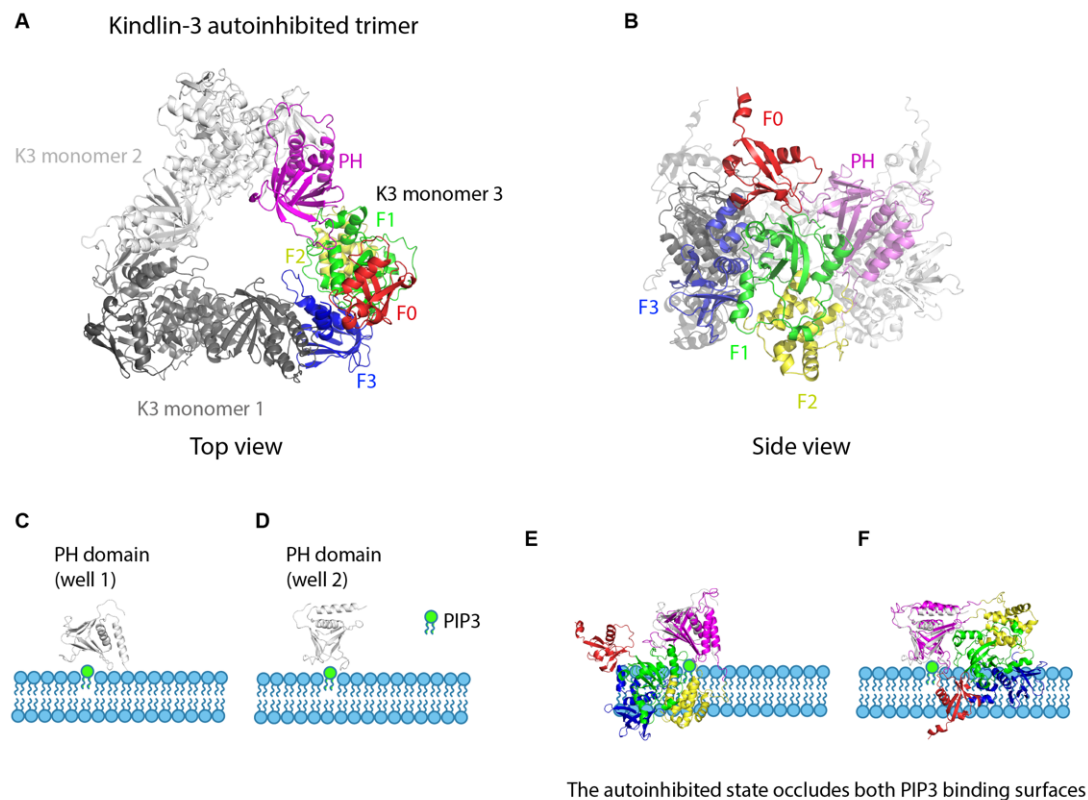 A
Kindlin-3 autoinhibited trimer
K3 monomer 2
PH
K3 monomer 3
F1
F2
F0
F3
K3 monomer 1
Top view
B
F0
PH
F3
F1
F2
Side view
C
PH domain
(well 1)
D
PH domain
(well 2)
PIP3
E
F
The autoinhibited state occludes both PIP3 binding surfaces